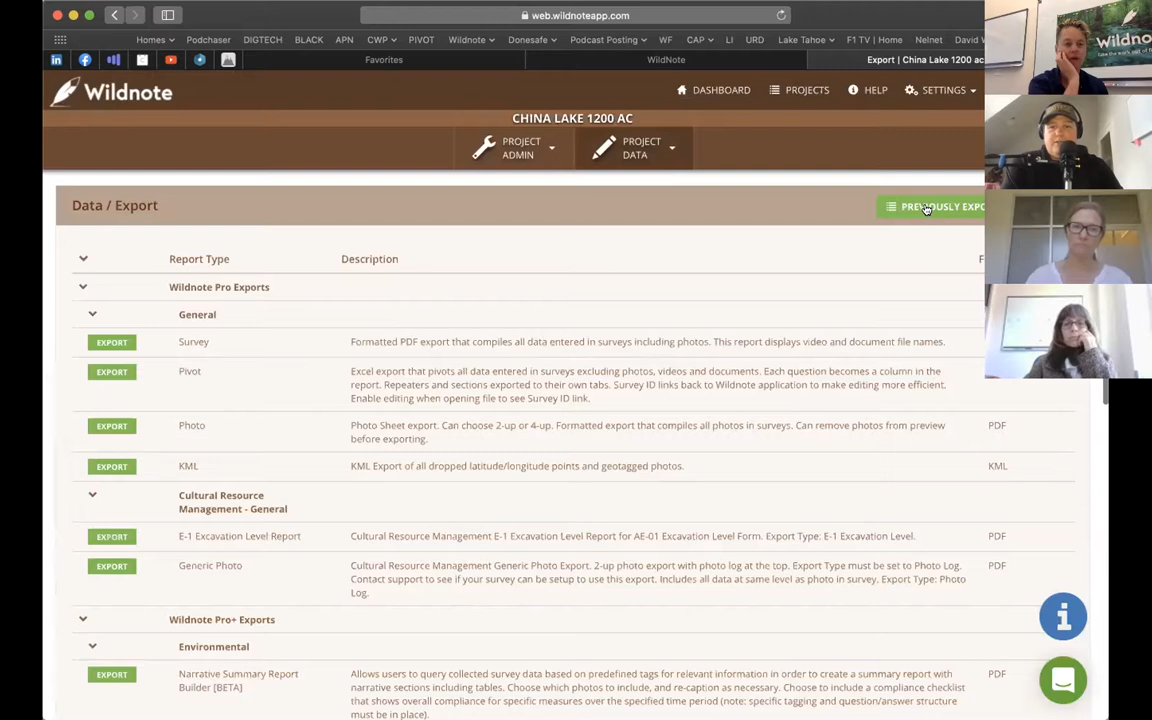 web.wildnoteapp.com
Homes Podchaser DIGTECH BLACK APN CWP PIVOT Wildnote Donesafe Podcast Posting WF CAP LI URD Lake Tahoe F1 TV | Home Nelnet David W
Favorites WildNote Export | China Lake 1200 ac
Wildnote DASHBOARD PROJECTS HELP SETTINGS
CHINA LAKE 1200 AC
PROJECT ADMIN PROJECT DATA
Data / Export PREVIOUSLY EXPO
Report Type Description F
Wildnote Pro Exports
General
EXPORT Survey Formatted PDF export that compiles all data entered in surveys including photos. This report displays video and document file names.
EXPORT Pivot Excel export that pivots all data entered in surveys excluding photos, videos and documents. Each question becomes a column in the
report. Repeaters and sections exported to their own tabs. Survey ID links back to Wildnote application to make editing more efficient.
Enable editing when opening file to see Survey ID link.
EXPORT Photo Photo Sheet export. Can choose 2-up or 4-up. Formatted export that compiles all photos in surveys. Can remove photos from preview PDF
before exporting.
EXPORT KML KML Export of all dropped latitude/longitude points and geotagged photos. KML
Cultural Resource
Management - General
EXPORT E-1 Excavation Level Report Cultural Resource Management E-1 Excavation Level Report for AE-01 Excavation Level Form. Export Type: E-1 Excavation Level. PDF
EXPORT Generic Photo Cultural Resource Management Generic Photo Export. 2-up photo export with photo log at the top. Export Type must be set to Photo Log. PDF
Contact support to see if your survey can be setup to use this export. Includes all data at same level as photo in survey. Export Type: Photo
Log.
Wildnote Pro+ Exports
Environmental
EXPORT Narrative Summary Report Allows users to query collected survey data based on predefined tags for relevant information in order to create a summary report with PDF
Builder [BETA] narrative sections including tables. Choose which photos to include, and re-caption as necessary. Choose to include a compliance checklist
that shows overall compliance for specific measures over the specified time period (note: specific tagging and question/answer structure
must be in place).